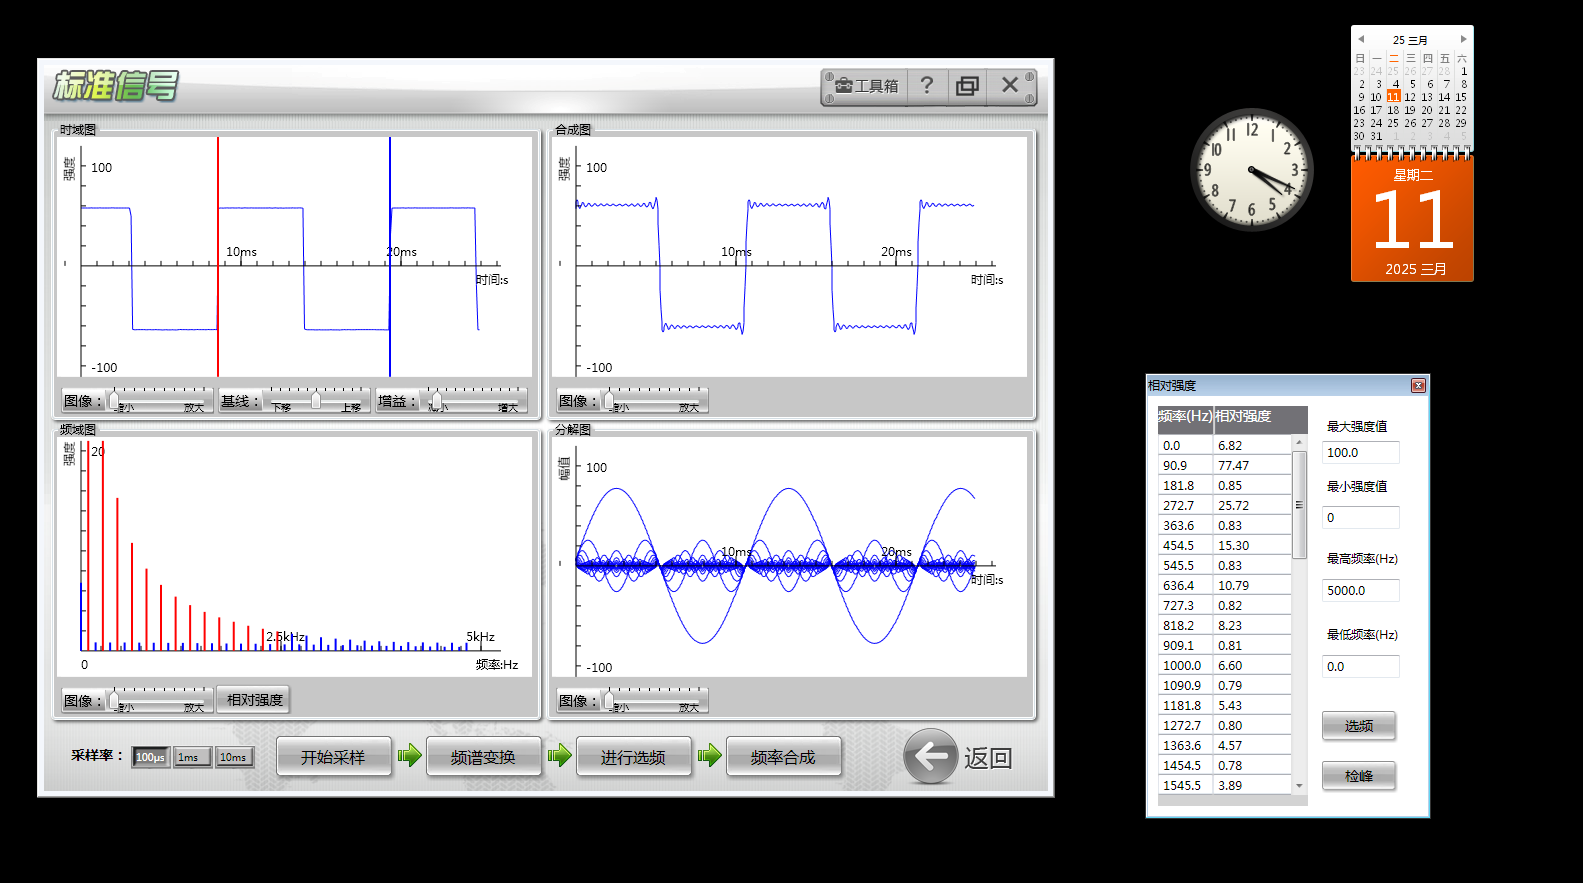 标准信号
工具箱
时域图
强度
100
10ms
20ms
时间:s
-100
图像：
缩小
放大
基线：
下移
上移
增益：
减小
增大
合成图
强度
100
10ms
20ms
时间:s
-100
图像：
缩小
放大
频域图
强度
20
2.5kHz
5kHz
0
频率:Hz
图像：
缩小
放大
相对强度
分解图
幅值
100
10ms
20ms
时间:s
-100
图像：
缩小
放大
采样率：
100μs
1ms
10ms
开始采样
频谱变换
进行选频
频率合成
返回
12
1
2
3
4
5
6
7
8
9
10
11
25 三月
日 一 二 三 四 五 六
23 24 25 26 27 28 1
2 3 4 5 6 7 8
9 10 11 12 13 14 15
16 17 18 19 20 21 22
23 24 25 26 27 28 29
30 31 1 2 3 4 5
星期二
11
2025 三月
相对强度
频率(Hz) 相对强度
0.0 6.82
90.9 77.47
181.8 0.85
272.7 25.72
363.6 0.83
454.5 15.30
545.5 0.83
636.4 10.79
727.3 0.82
818.2 8.23
909.1 0.81
1000.0 6.60
1090.9 0.79
1181.8 5.43
1272.7 0.80
1363.6 4.57
1454.5 0.78
1545.5 3.89
最大强度值
100.0
最小强度值
0
最高频率(Hz)
5000.0
最低频率(Hz)
0.0
选频
检峰